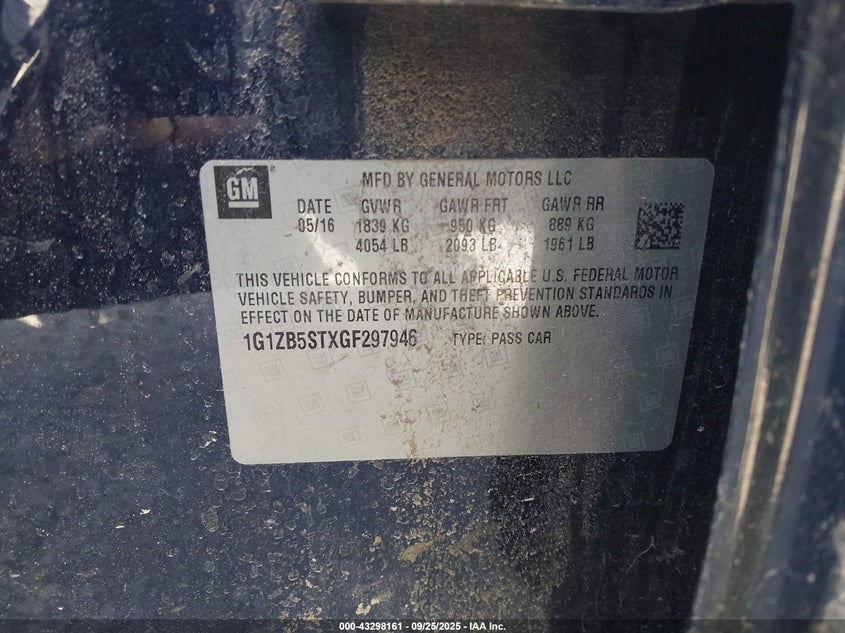 GM
MFD BY GENERAL MOTORS LLC
DATE GVWR GAWR FRT GAWR RR
05/16 1839 KG 950 KG 889 KG
4054 LB 2093 LB 1961 LB
THIS VEHICLE CONFORMS TO ALL APPLICABLE U.S. FEDERAL MOTOR
VEHICLE SAFETY, BUMPER, AND THEFT PREVENTION STANDARDS IN
EFFECT ON THE DATE OF MANUFACTURE SHOWN ABOVE.
1G1ZB5STXGF297946 TYPE: PASS CAR
000-43298161 - 09/25/2025 - IAA Inc.